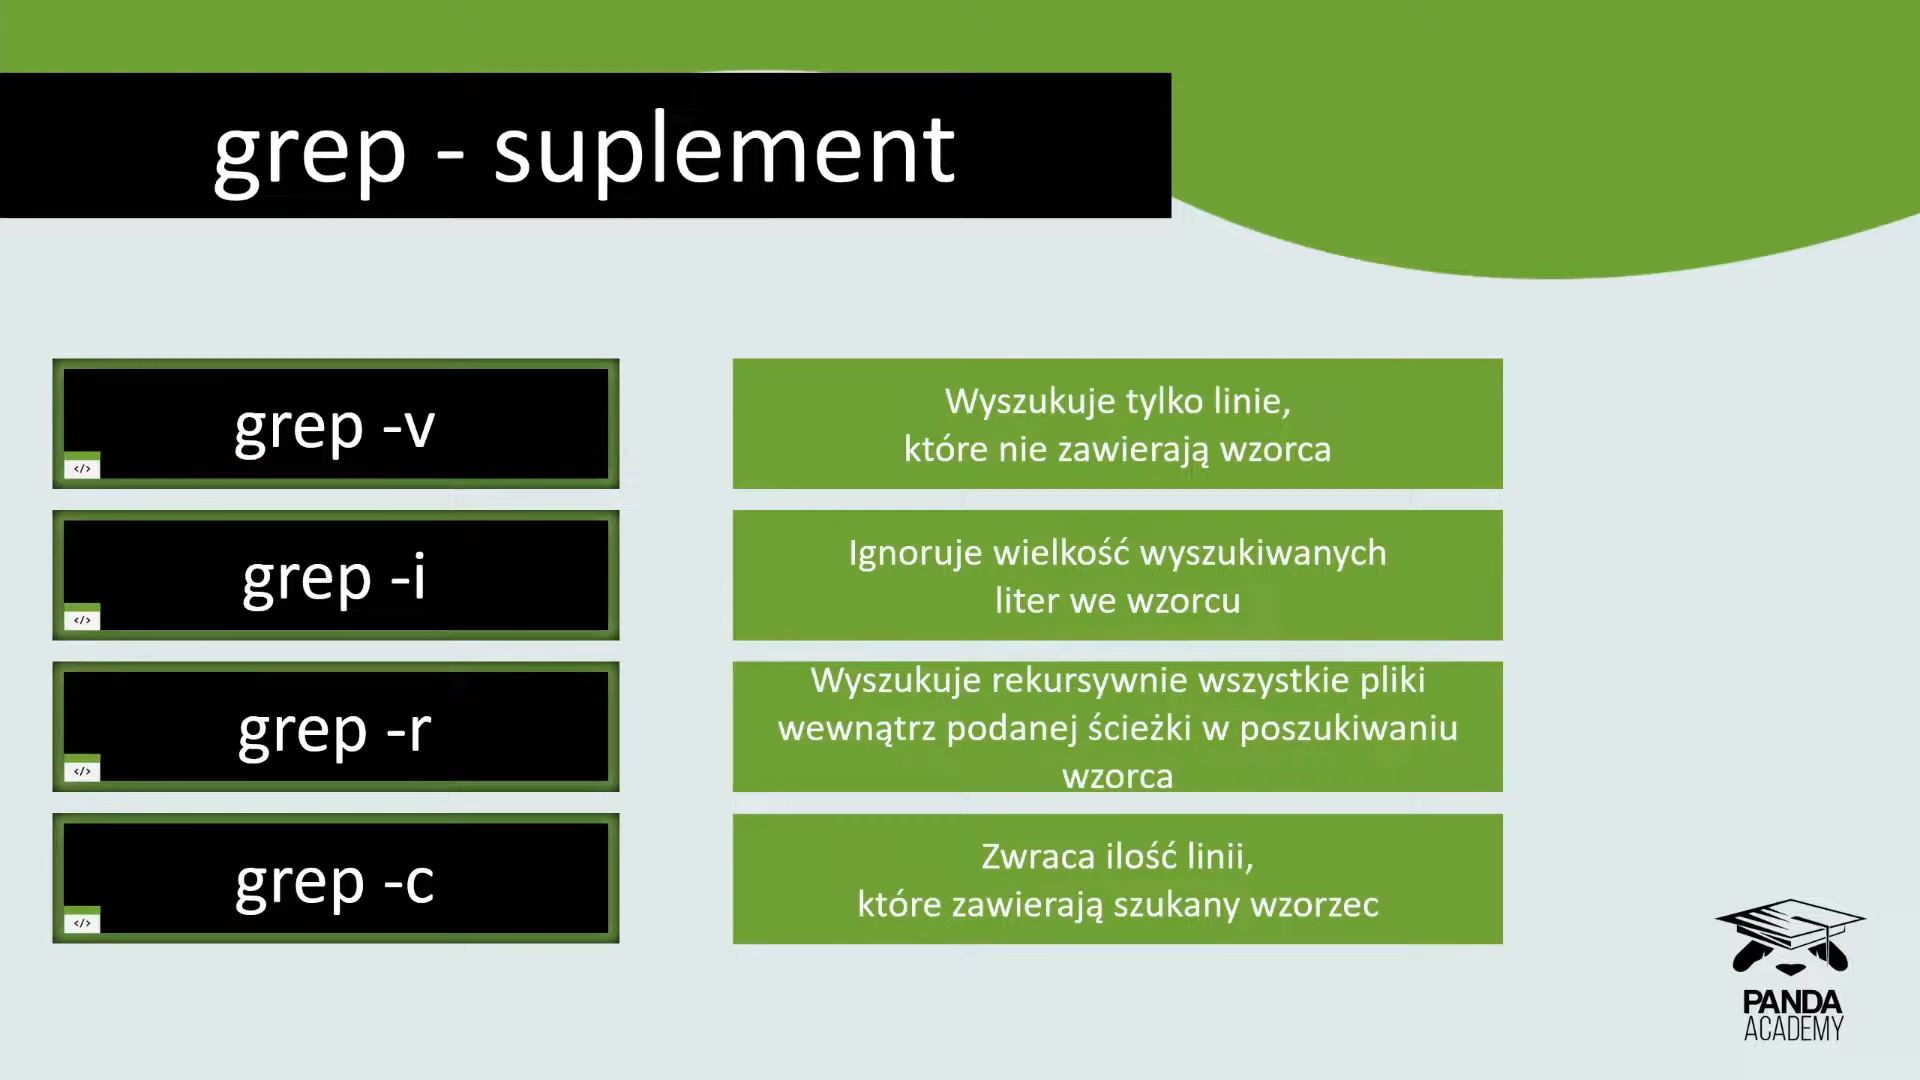 grep - suplement
grep -v
Wyszukuje tylko linie,
które nie zawierają wzorca
</>
grep -i
Ignoruje wielkość wyszukiwanych
liter we wzorcu
</>
grep -r
Wyszukuje rekursywnie wszystkie pliki
wewnątrz podanej ścieżki w poszukiwaniu
wzorca
</>
grep -c
Zwraca ilość linii,
które zawierają szukany wzorzec
</>
PANDA
ACADEMY